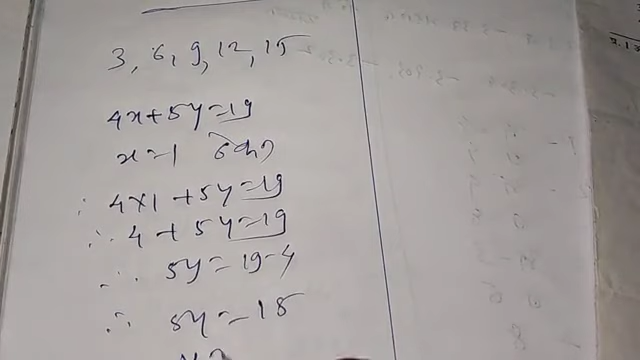 3, 6, 9, 12, 15
4x+5y=19
x=1
∴ 4×1+5y=19
∴ 4+5y=19
∴ 5y=19-4
∴ 5y=15